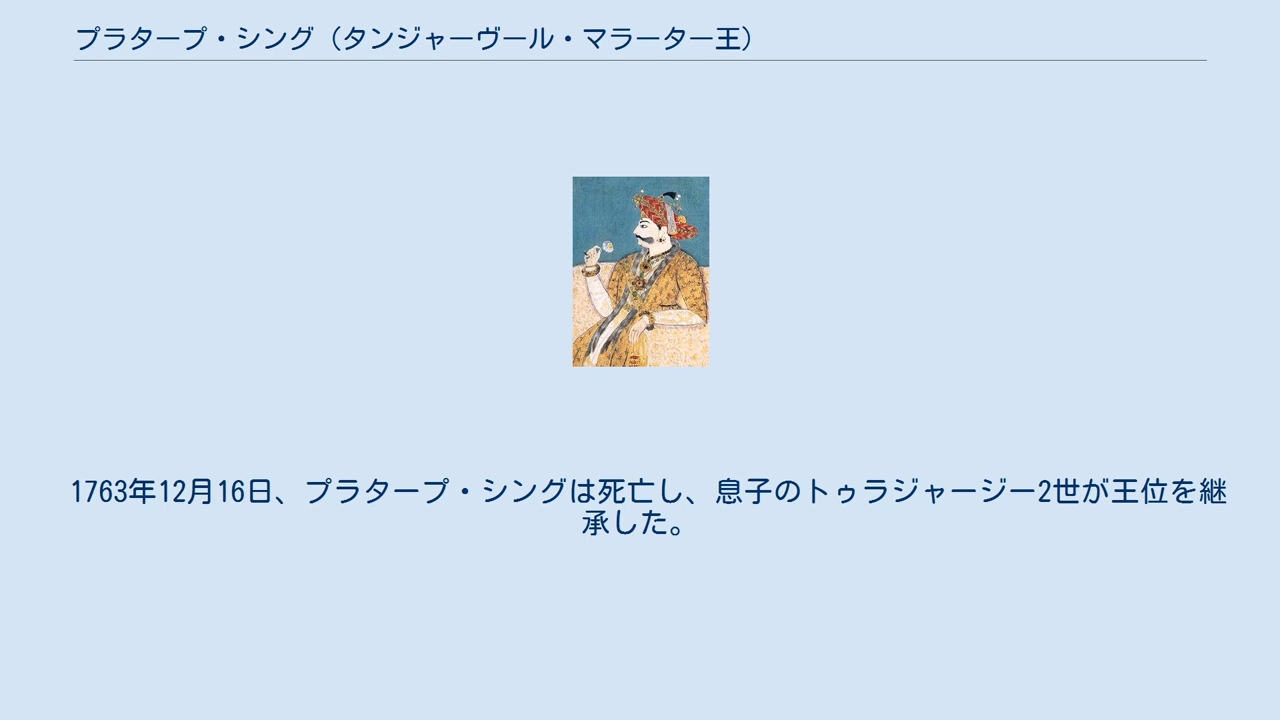 プラタープ・シング（タンジャーヴール・マラーター王）
1763年12月16日、プラタープ・シングは死亡し、息子のトゥラジャージー2世が王位を継
承した。